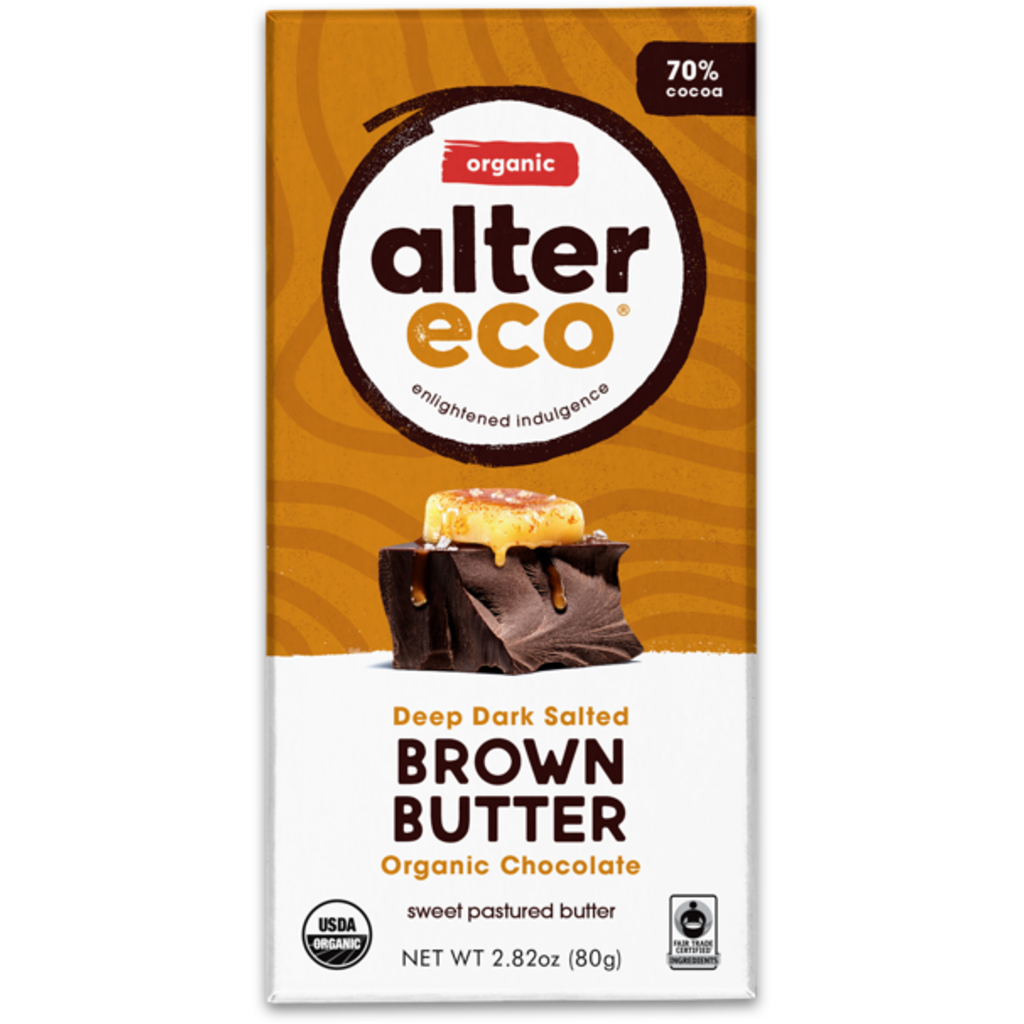 70%
cocoa
organic
alter
eco®
enlightened indulgence
Deep Dark Salted
BROWN
BUTTER
Organic Chocolate
sweet pastured butter
NET WT 2.82oz (80g)
USDA
ORGANIC
FAIR TRADE
CERTIFIED
INGREDIENTS